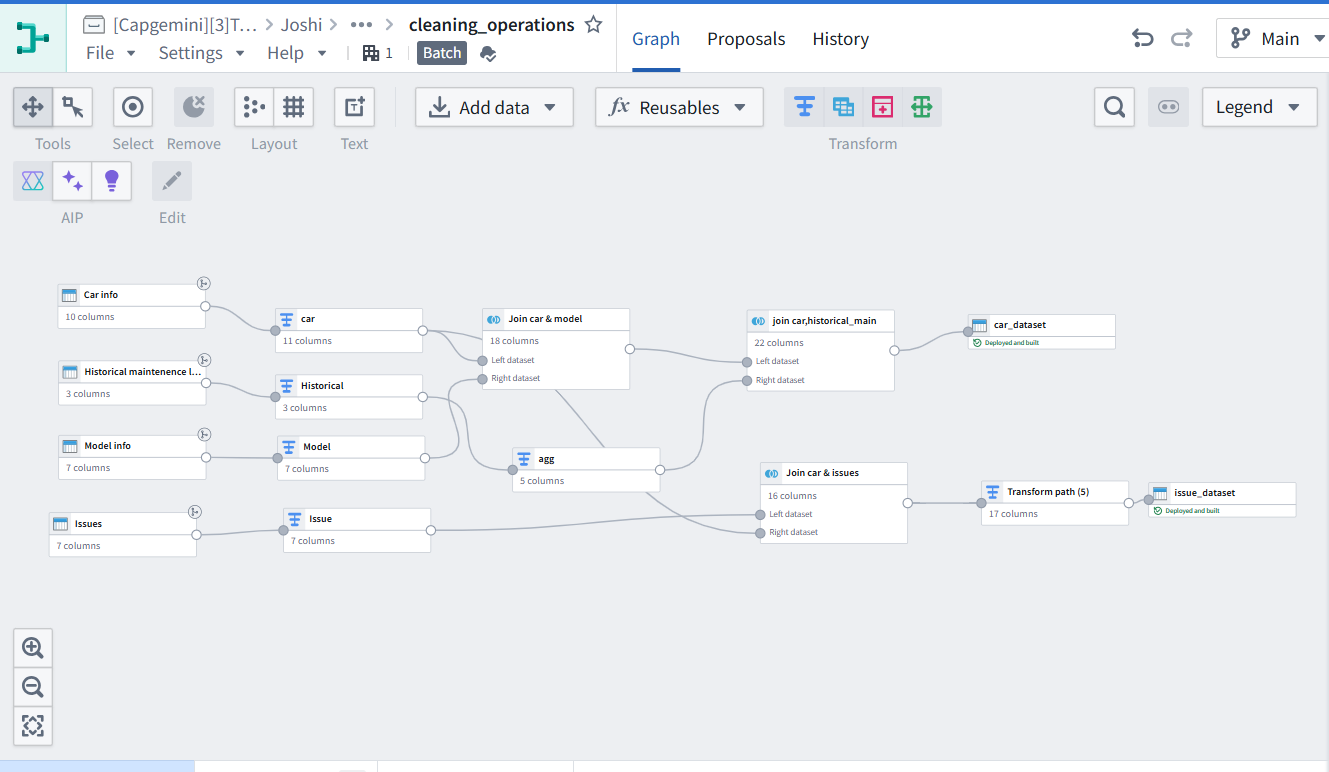 [Capgemini][3]T... > Joshi > ••• > cleaning_operations
File Settings Help 1 Batch
Graph Proposals History
Main
Add data
Reusables
Legend
Tools Select Remove Layout Text Transform
AIP Edit
Car info
10 columns
Historical maintenence l...
3 columns
Model info
7 columns
Issues
7 columns
car
11 columns
Historical
3 columns
Model
7 columns
Issue
7 columns
Join car & model
18 columns
Left dataset
Right dataset
agg
5 columns
join car,historical_main
22 columns
Left dataset
Right dataset
Join car & issues
16 columns
Left dataset
Right dataset
car_dataset
Deployed and built
Transform path (5)
17 columns
issue_dataset
Deployed and built